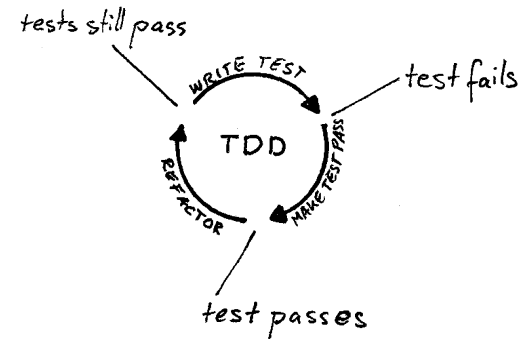 tests still pass
WRITE TEST
test fails
TDD
MAKE TEST PASS
REFACTOR
test passes